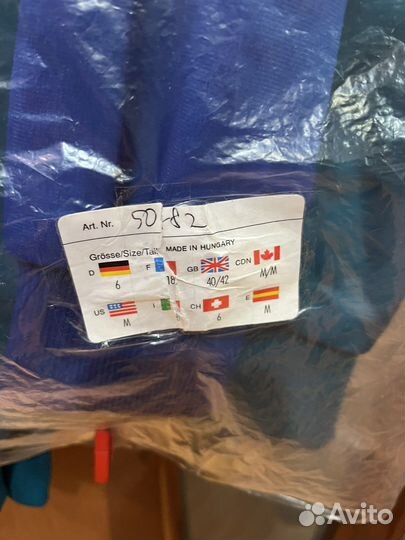 Art. Nr. 50-82
Grösse/Size/Tail MADE IN HUNGARY
D F GB CDN
6 18 40/42 M/M
US I CH E
M 6 M
Avito